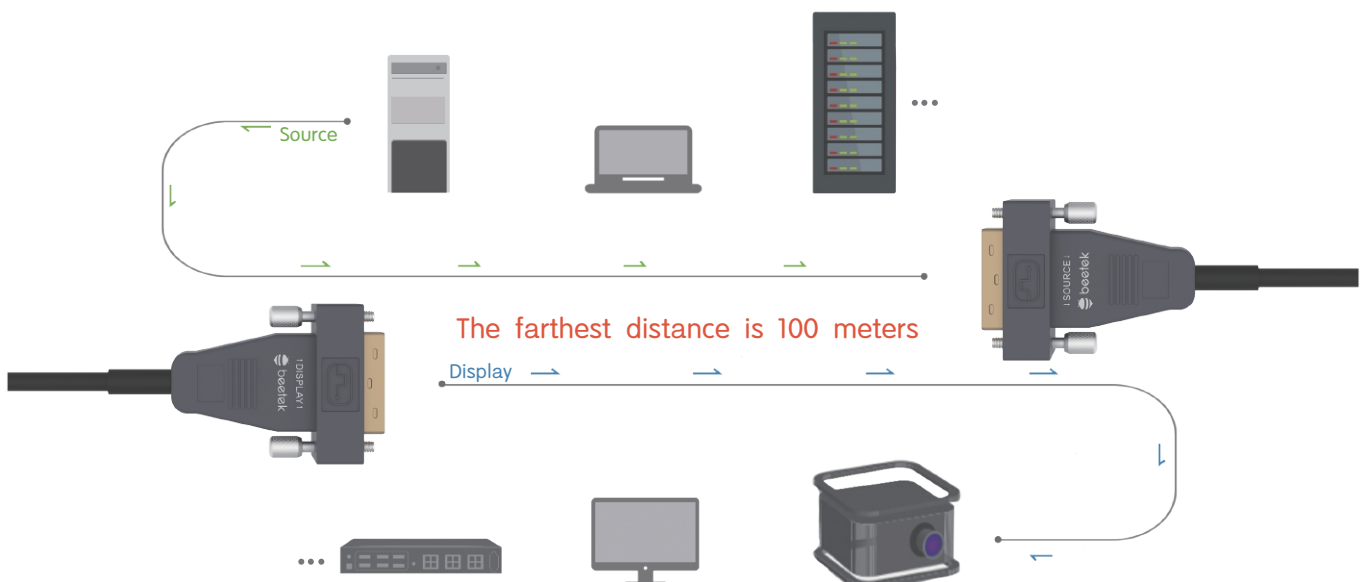 Source
↓SOURCE↓
beetek
The farthest distance is 100 meters
Display
↑DISPLAY↑
beetek